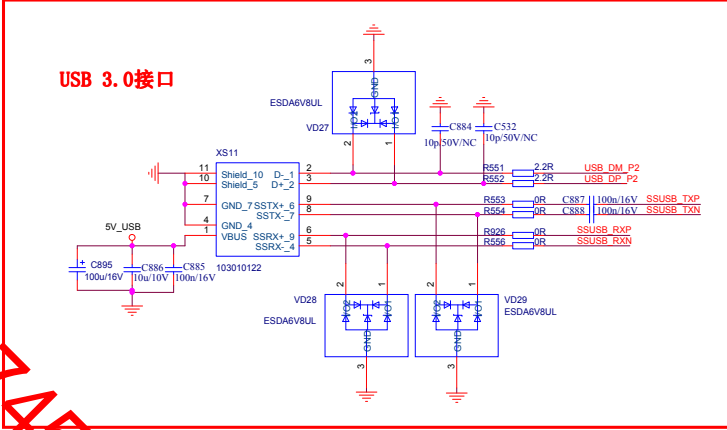 USB 3.0接口
3
GND
ESDA6V8UL
VD27
2
1
C884
10p/50V/NC
C532
10p/50V/NC
XS11
11 Shield_10 D-_1 2 R551 2.2R USB_DM_P2
10 Shield_5 D+_2 3 R552 2.2R USB_DP_P2
7 GND_7 SSTX+_6 9 R553 0R C887 100n/16V SSUSB_TXP
SSTX-_7 8 R554 0R C888 100n/16V SSUSB_TXN
4 GND_4
5V_USB
1 VBUS SSRX+_9 6 R926 0R SSUSB_RXP
SSRX-_4 5 R556 0R SSUSB_RXN
103010122
+ C895
100u/16V
C886
10u/10V
C885
100n/16V
2
1
VD28
ESDA6V8UL
IO2
IO1
GND
3
2
1
VD29
ESDA6V8UL
IO2
IO1
GND
3